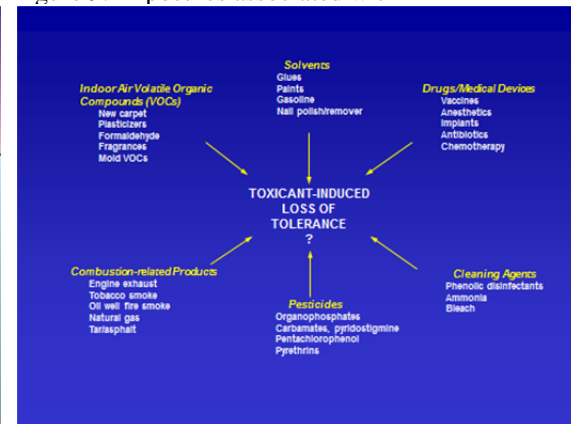 Solvents
Glues
Paints
Gasoline
Nail polish/remover
Indoor Air Volatile Organic
Compounds (VOCs)
New carpet
Plasticizers
Formaldehyde
Fragrances
Mold VOCs
Drugs/Medical Devices
Vaccines
Anesthetics
Implants
Antibiotics
Chemotherapy
TOXICANT-INDUCED
LOSS OF
TOLERANCE
?
Combustion-related Products
Engine exhaust
Tobacco smoke
Oil well fire smoke
Natural gas
Tar/asphalt
Pesticides
Organophosphates
Carbamates, pyridostigmine
Pentachlorophenol
Pyrethrins
Cleaning Agents
Phenolic disinfectants
Ammonia
Bleach